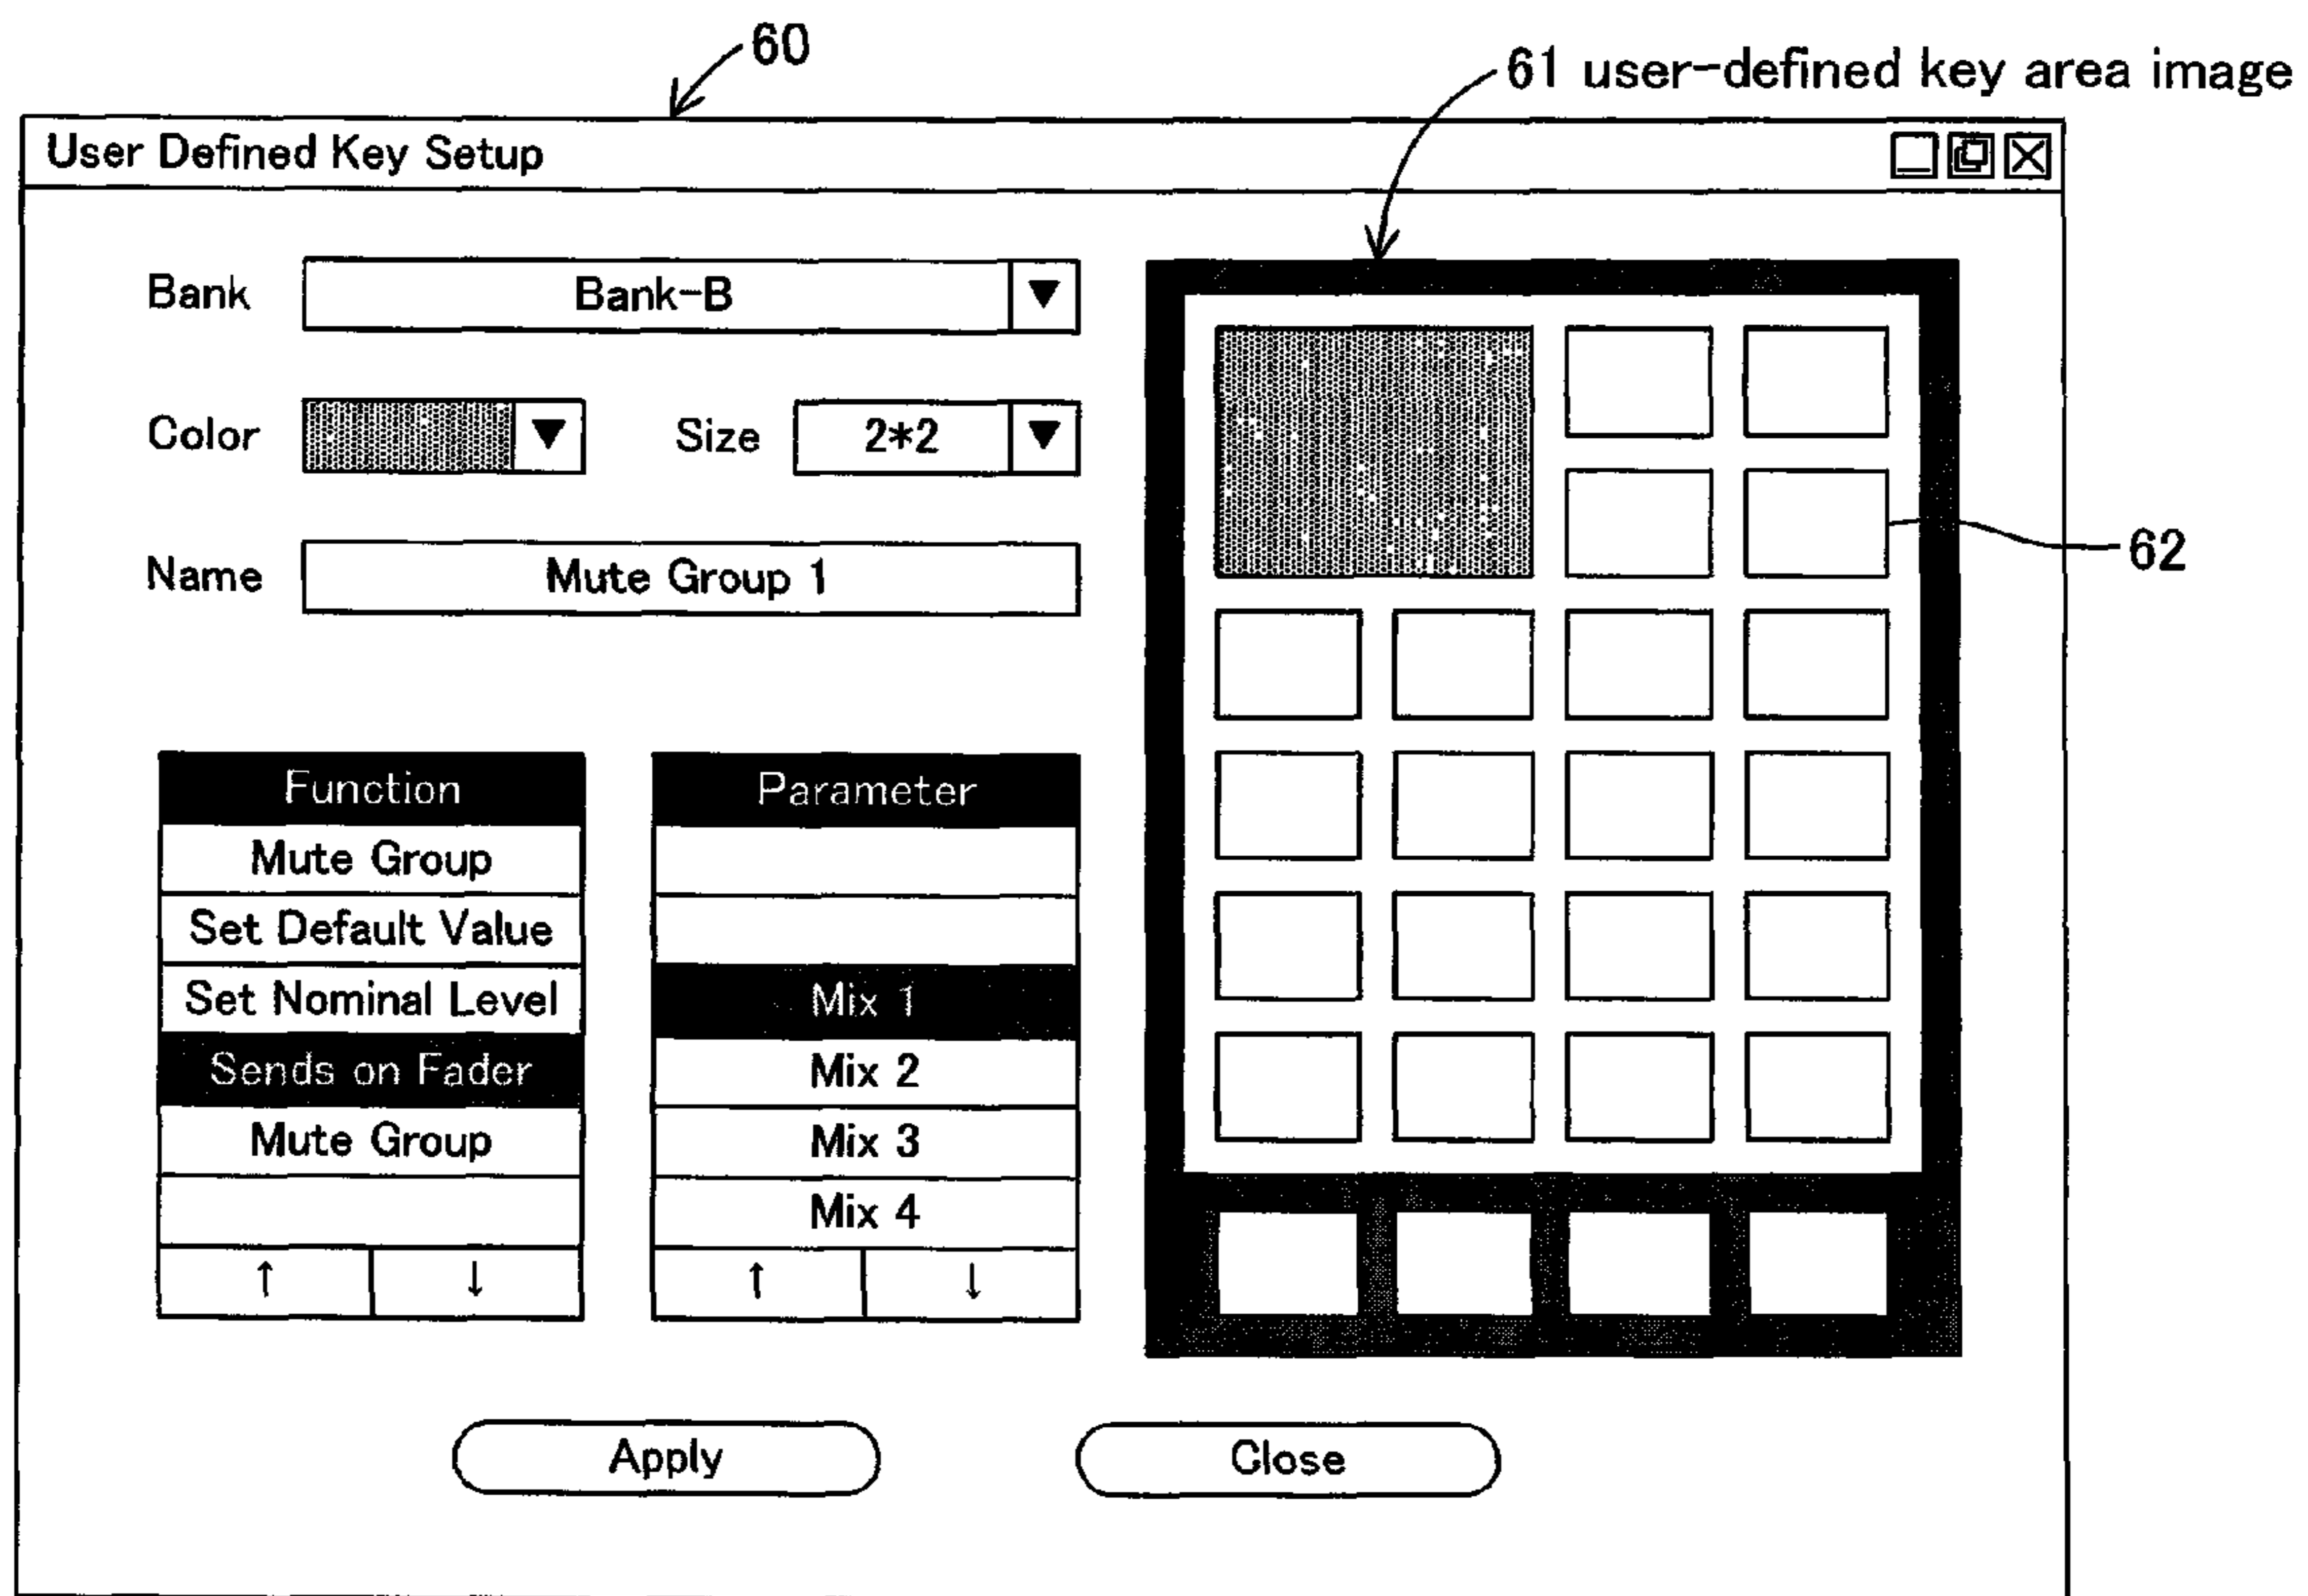 60
61 user-defined key area image
User Defined Key Setup
Bank Bank-B ▼
Color ▼ Size 2*2 ▼
62
Name Mute Group 1
Function Parameter
Mute Group
Set Default Value
Set Nominal Level Mix 1
Sends on Fader Mix 2
Mute Group Mix 3
Mix 4
↑ ↓ ↑ ↓
Apply Close